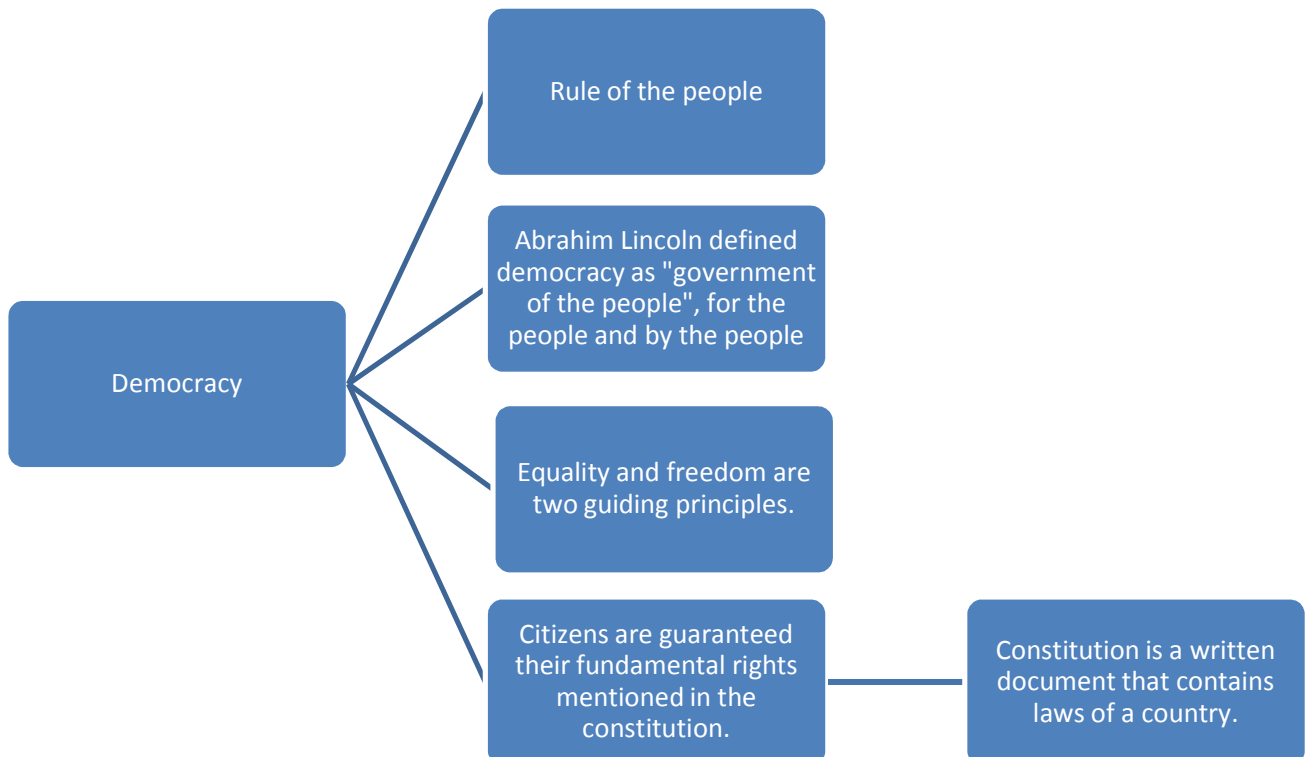 Rule of the people
Abrahim Lincoln defined
democracy as "government
of the people", for the
people and by the people
Democracy
Equality and freedom are
two guiding principles.
Citizens are guaranteed
their fundamental rights
mentioned in the
constitution.
Constitution is a written
document that contains
laws of a country.